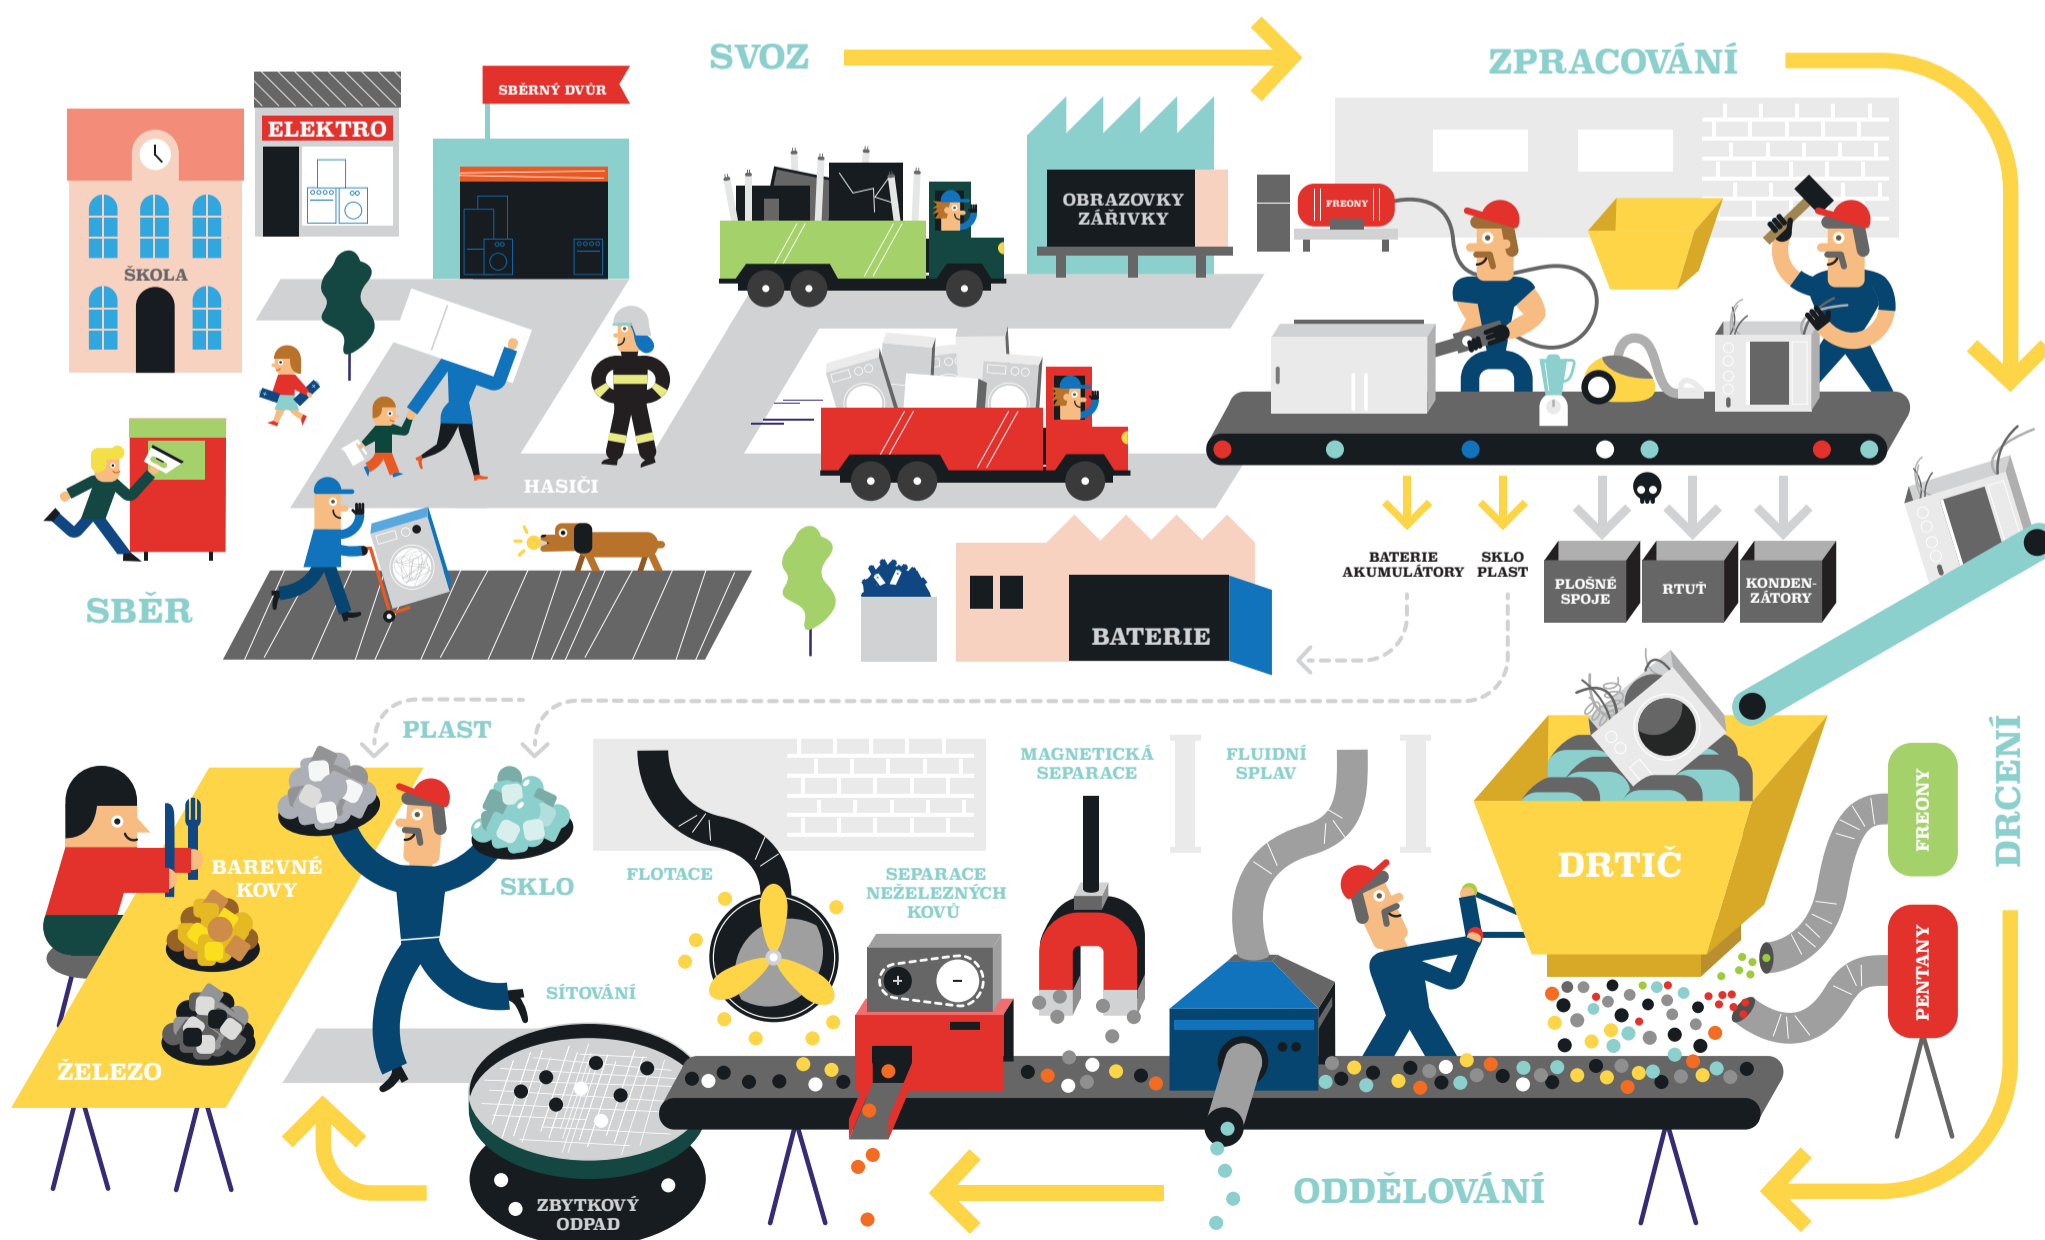 SVOZ
ZPRACOVÁNÍ
SBĚRNÝ DVŮR
ELEKTRO
ŠKOLA
OBRAZOVKY
ZÁŘIVKY
FREONY
HASIČI
SBĚR
BATERIE
BATERIE
AKUMULÁTORY
SKLO
PLAST
PLOŠNÉ
SPOJE
RTUŤ
KONDEN-
ZÁTORY
PLAST
SKLO
BAREVNÉ
KOVY
ŽELEZO
FLOTACE
SÍTOVÁNÍ
SEPARACE
NEŽELEZNÝCH
KOVŮ
MAGNETICKÁ
SEPARACE
FLUIDNÍ
SPLAV
+
-
DRTIČ
FREONY
PENTANY
DRCENÍ
ODDĚLOVÁNÍ
ZBYTKOVÝ
ODPAD